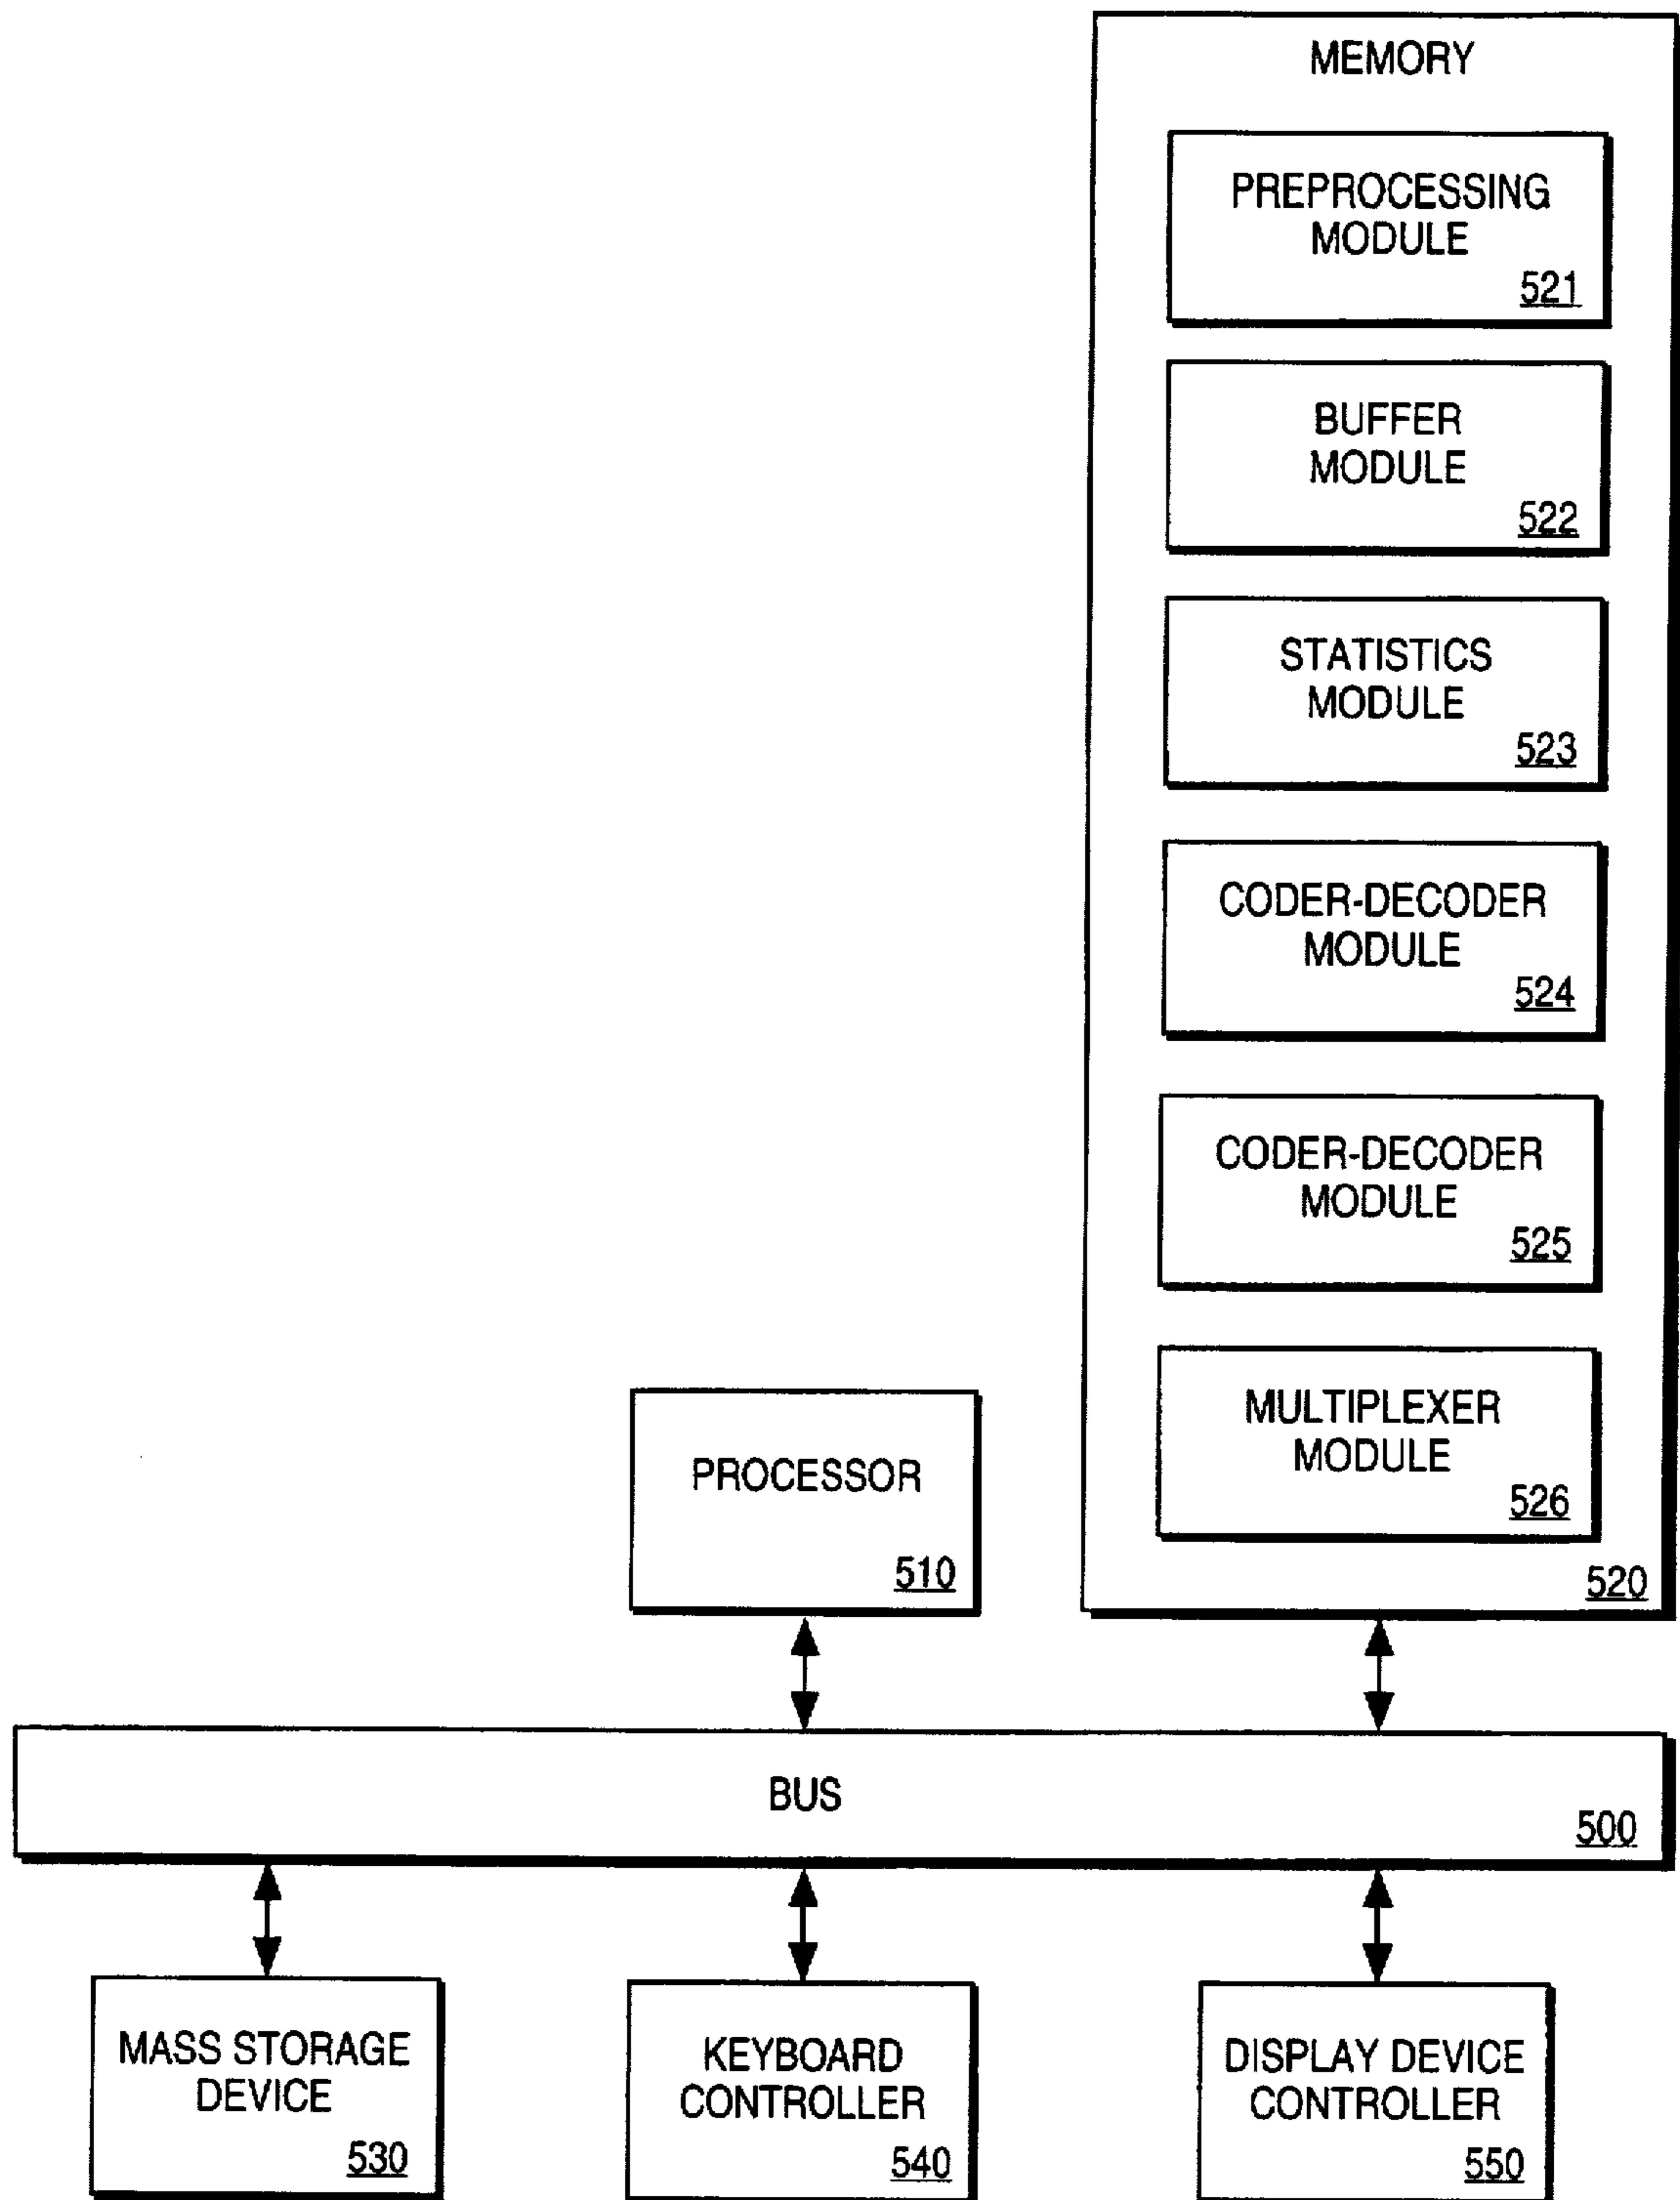 MEMORY
PREPROCESSING
MODULE
521
BUFFER
MODULE
522
STATISTICS
MODULE
523
CODER-DECODER
MODULE
524
CODER-DECODER
MODULE
525
MULTIPLEXER
MODULE
526
520
PROCESSOR
510
BUS
500
MASS STORAGE
DEVICE
530
KEYBOARD
CONTROLLER
540
DISPLAY DEVICE
CONTROLLER
550